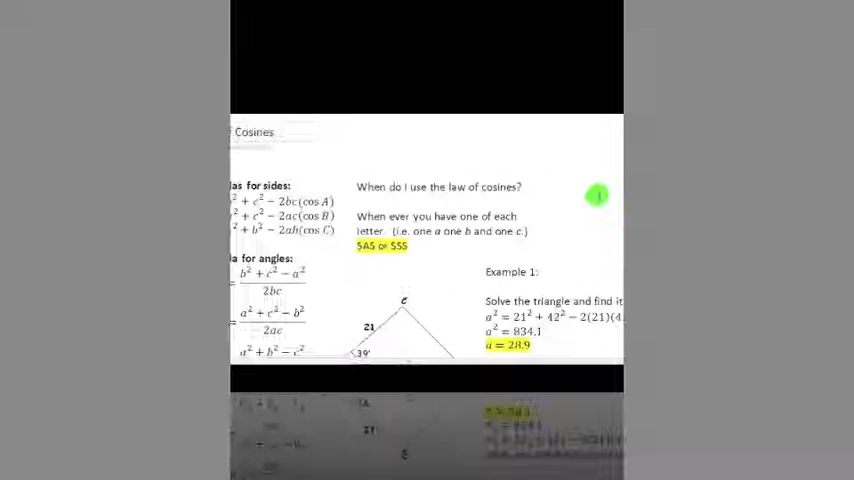 Cosines
las for sides:
² + c² − 2bc(cos A)
² + c² − 2ac(cos B)
² + b² − 2ab(cos C)
la for angles:
= b² + c² − a² / 2bc
= a² + c² − b² / 2ac
a² + b² − c²
When do I use the law of cosines?
When ever you have one of each
letter. (i.e. one a one b and one c.)
SAS or SSS
C
21
39°
Example 1:
Solve the triangle and find it
a² = 21² + 42² − 2(21)(4
a² = 834.1
a = 28.9